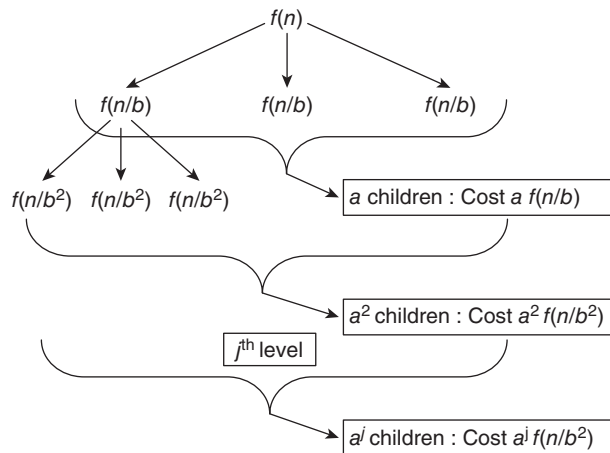 f(n)
f(n/b) f(n/b) f(n/b)
f(n/b²) f(n/b²) f(n/b²)
a children : Cost a f(n/b)
a² children : Cost a² f(n/b²)
jᵗʰ level
aʲ children : Cost aʲ f(n/b²)